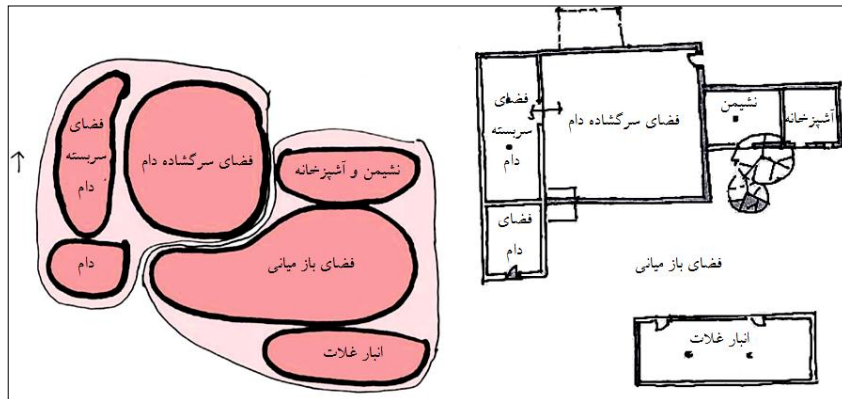 فضای
سربسته
دام
فضای سرگشاده دام
نشیمن و آشپزخانه
دام
فضای باز میانی
انبار غلات
فضای
سربسته
دام
فضای سرگشاده دام
نشیمن
آشپزخانه
فضای
دام
فضای باز میانی
انبار غلات